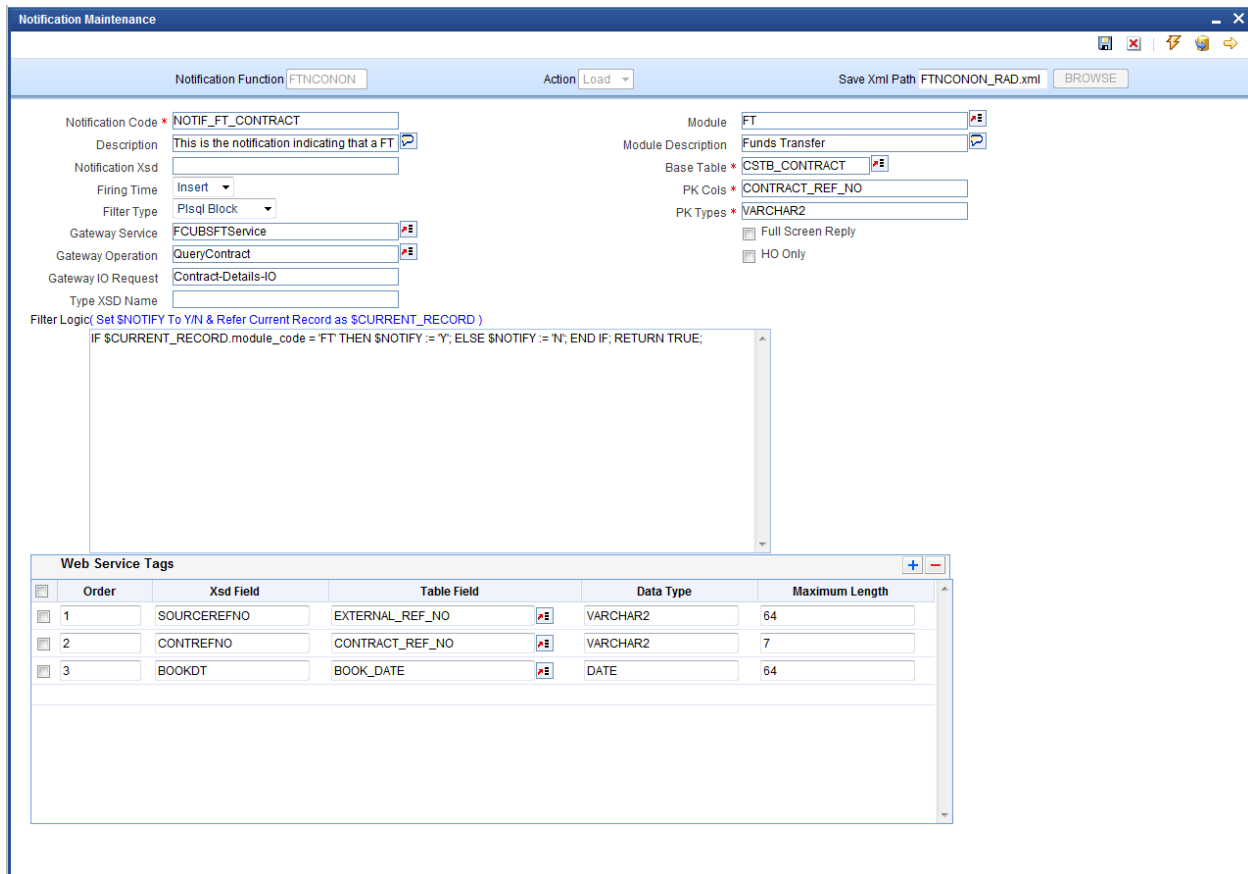 Notification Maintenance
Notification Function FTNCONON Action Load Save Xml Path FTNCONON_RAD.xml BROWSE
Notification Code * NOTIF_FT_CONTRACT Module FT
Description This is the notification indicating that a FT Module Description Funds Transfer
Notification Xsd Base Table * CSTB_CONTRACT
Firing Time Insert PK Cols * CONTRACT_REF_NO
Filter Type Plsql Block PK Types * VARCHAR2
Gateway Service FCUBSFTService Full Screen Reply
Gateway Operation QueryContract HO Only
Gateway IO Request Contract-Details-IO
Type XSD Name
Filter Logic( Set $NOTIFY To Y/N & Refer Current Record as $CURRENT_RECORD )
IF $CURRENT_RECORD.module_code = 'FT' THEN $NOTIFY := 'Y'; ELSE $NOTIFY := 'N'; END IF; RETURN TRUE;
Web Service Tags
Order Xsd Field Table Field Data Type Maximum Length
1 SOURCEREFNO EXTERNAL_REF_NO VARCHAR2 64
2 CONTREFNO CONTRACT_REF_NO VARCHAR2 7
3 BOOKDT BOOK_DATE DATE 64